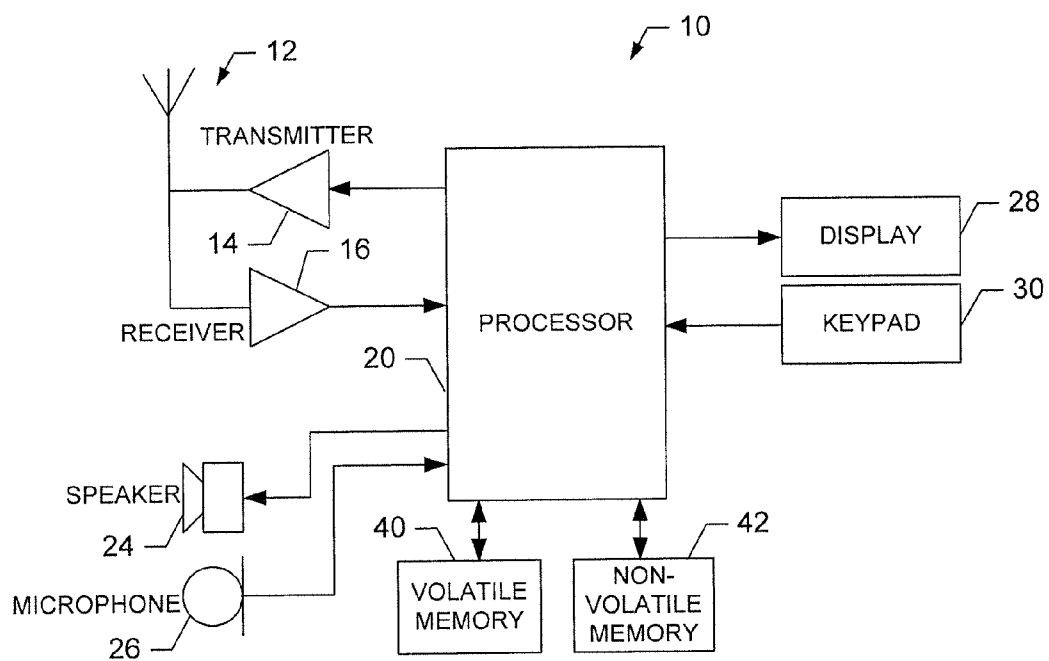 12
10
TRANSMITTER
14
16
RECEIVER
PROCESSOR
20
DISPLAY
28
KEYPAD
30
SPEAKER
24
MICROPHONE
26
40
VOLATILE
MEMORY
42
NON-
VOLATILE
MEMORY